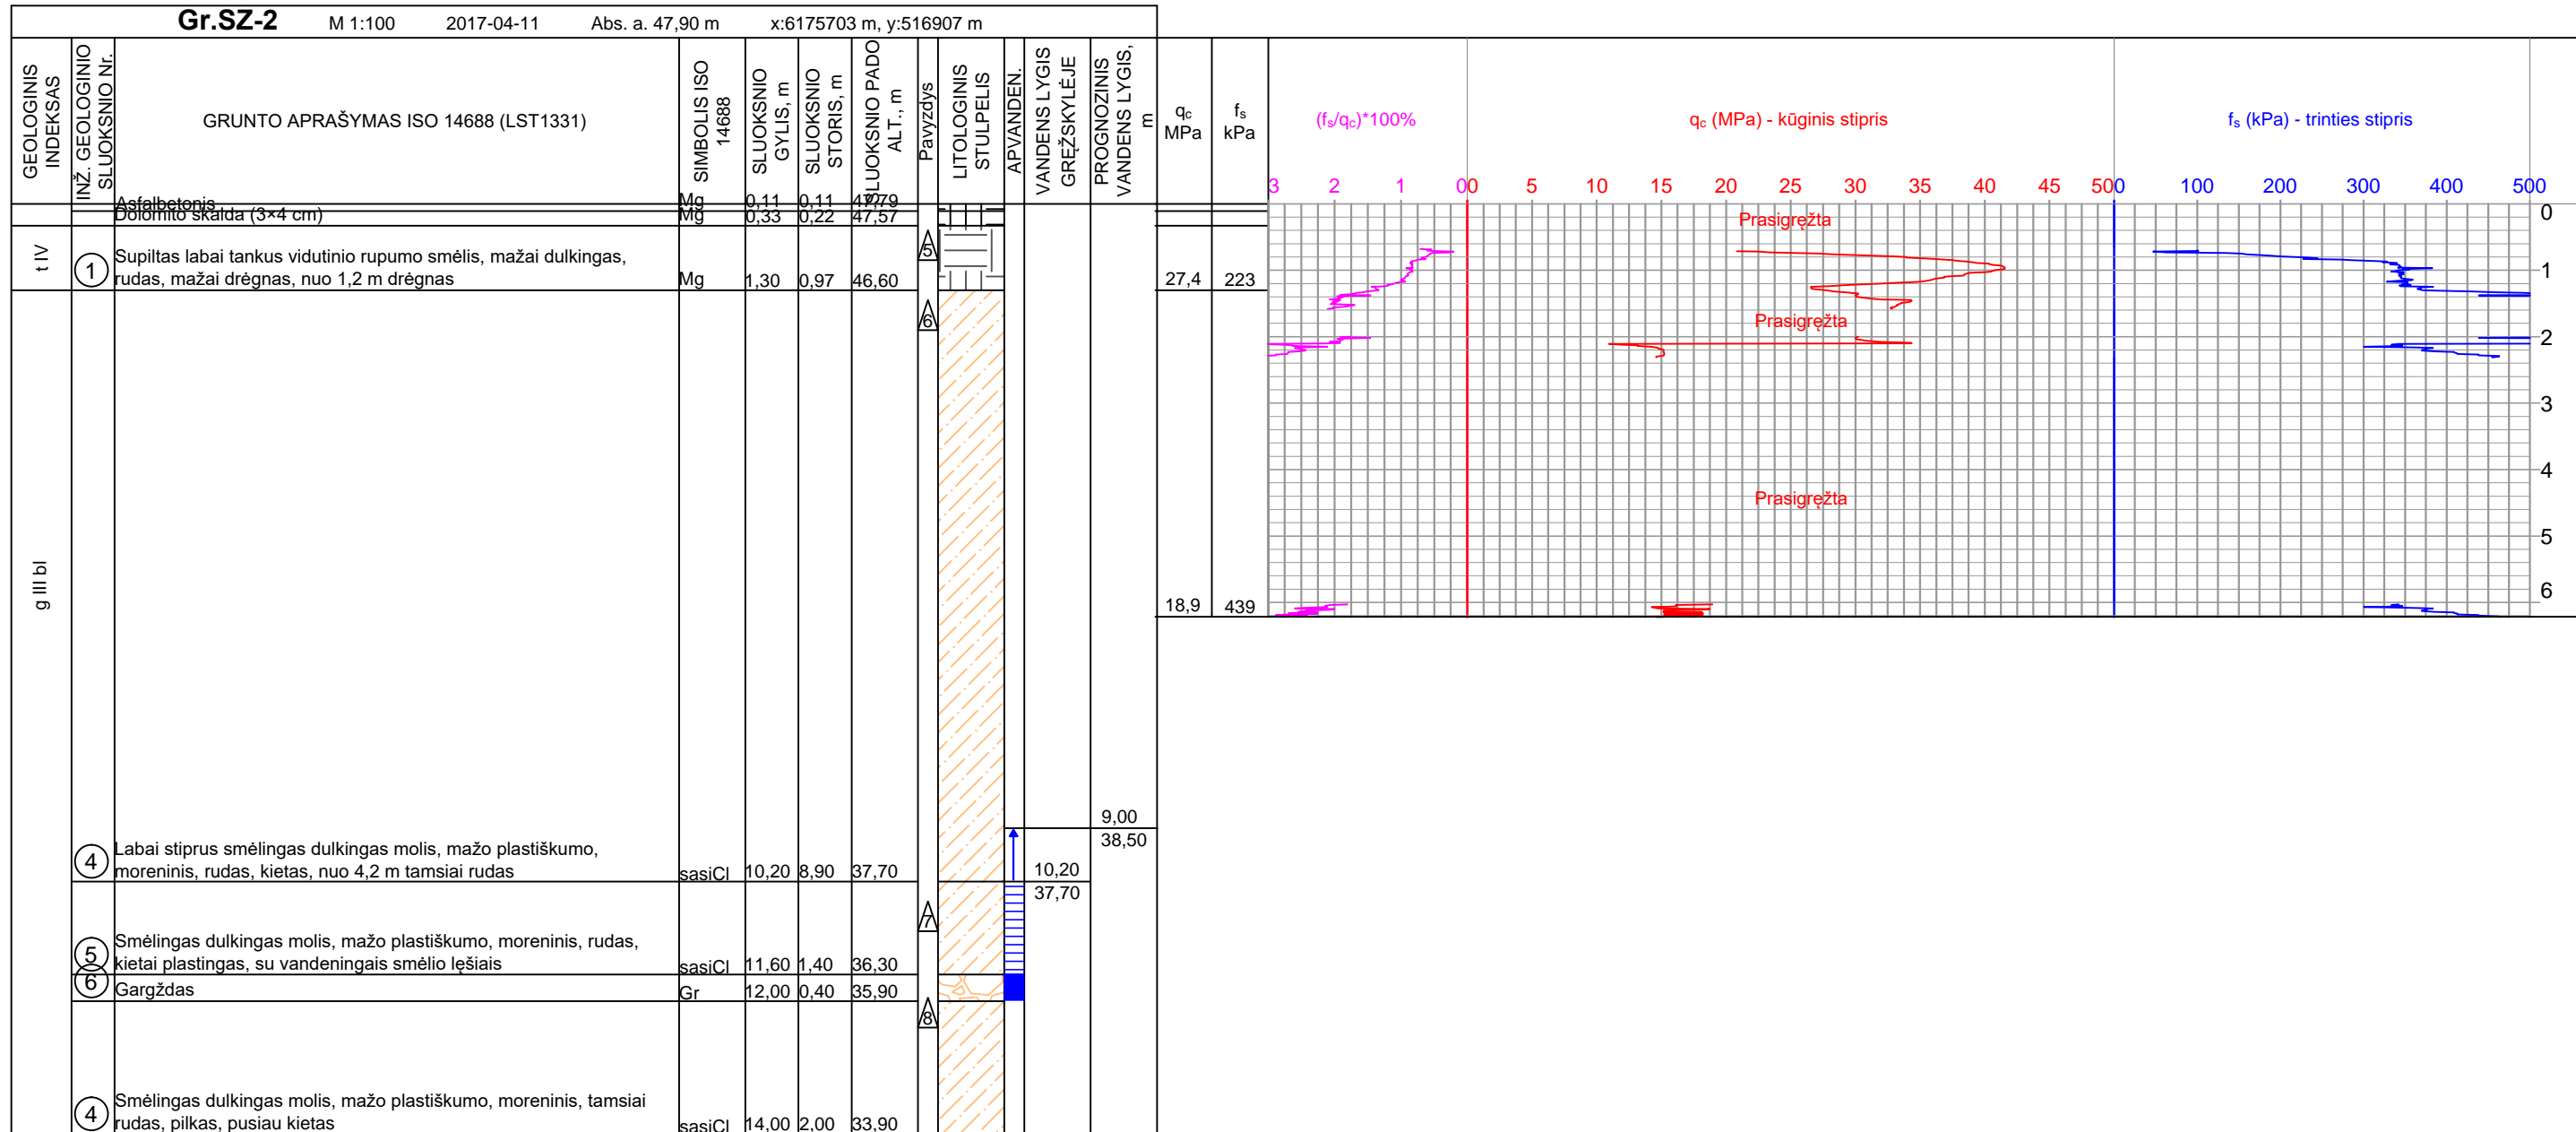 Gr.SZ-2 M 1:100 2017-04-11 Abs. a. 47,90 m x:6175703 m, y:516907 m
GEOLOGINIS
INDEKSAS
INŽ. GEOLOGINIO
SLUOKSNIO Nr.
GRUNTO APRAŠYMAS ISO 14688 (LST1331)
SIMBOLIS ISO
14688
SLUOKSNIO
GYLIS, m
SLUOKSNIO
STORIS, m
SLUOKSNIO PADO
ALT., m
Pavyzdys
LITOLOGINIS
STULPELIS
APVANDEN.
VANDENS LYGIS
GRĘŽSKYLĖJE
PROGNOZINIS
VANDENS LYGIS,
m
qc
MPa
fs
kPa
(fs/qc)*100%
qc (MPa) - kūginis stipris
fs (kPa) - trinties stipris
3 2 1 0
0 5 10 15 20 25 30 35 40 45 50
0 100 200 300 400 500
Asfalbetonis Mg 0,11 0,11 47,79
Dolomito skalda (3×4 cm) Mg 0,33 0,22 47,57
0
Prasigręžta
t IV
5
Supiltas labai tankus vidutinio rupumo smėlis, mažai dulkingas,
1 rudas, mažai drėgnas, nuo 1,2 m drėgnas Mg 1,30 0,97 46,60 27,4 223
1
6
Prasigręžta
2
3
4
Prasigręžta
5
6
g III bl
18,9 439
9,00
38,50
Labai stiprus smėlingas dulkingas molis, mažo plastiškumo,
4 moreninis, rudas, kietas, nuo 4,2 m tamsiai rudas sasiCl 10,20 8,90 37,70 10,20
37,70
7
Smėlingas dulkingas molis, mažo plastiškumo, moreninis, rudas,
5 kietai plastingas, su vandeningais smėlio lęšiais sasiCl 11,60 1,40 36,30
6 Gargždas Gr 12,00 0,40 35,90
8
Smėlingas dulkingas molis, mažo plastiškumo, moreninis, tamsiai
4 rudas, pilkas, pusiau kietas sasiCl 14,00 2,00 33,90